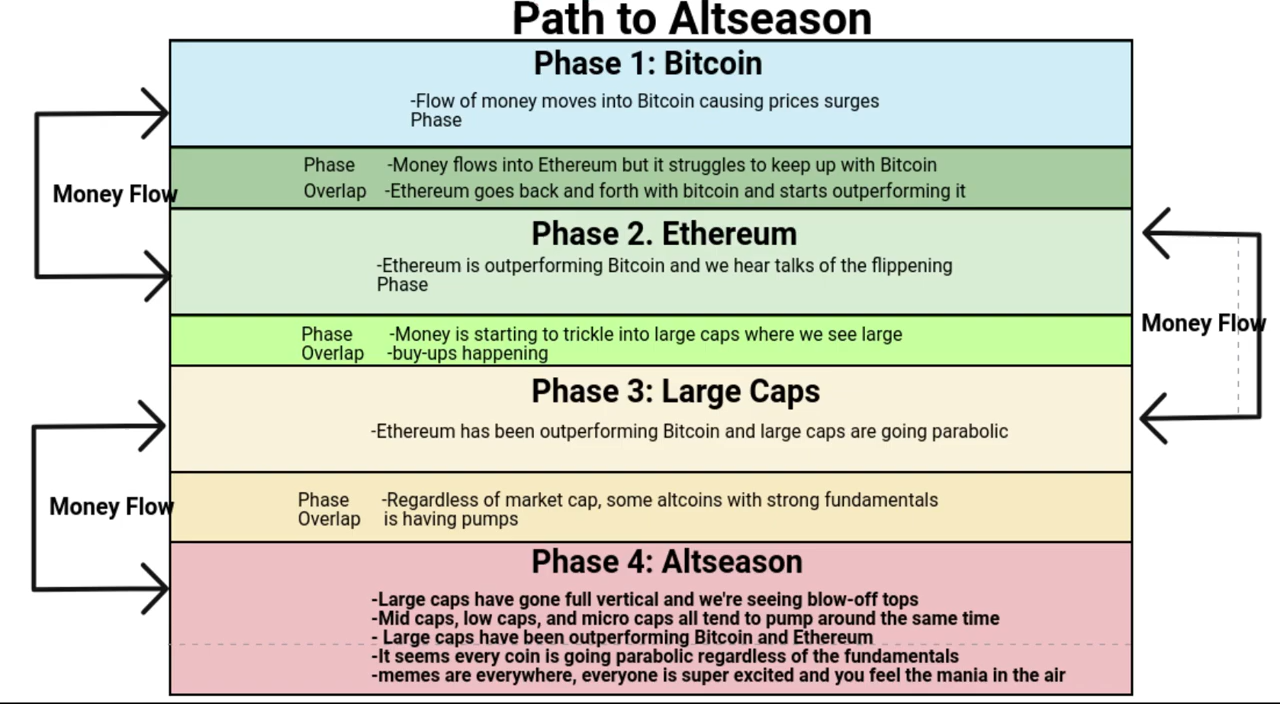 Path to Altseason
Phase 1: Bitcoin
-Flow of money moves into Bitcoin causing prices surges
Phase
Money Flow
Phase -Money flows into Ethereum but it struggles to keep up with Bitcoin
Overlap -Ethereum goes back and forth with bitcoin and starts outperforming it
Phase 2. Ethereum
-Ethereum is outperforming Bitcoin and we hear talks of the flippening
Phase
Money Flow
Phase -Money is starting to trickle into large caps where we see large
Overlap -buy-ups happening
Phase 3: Large Caps
-Ethereum has been outperforming Bitcoin and large caps are going parabolic
Money Flow
Phase -Regardless of market cap, some altcoins with strong fundamentals
Overlap is having pumps
Phase 4: Altseason
-Large caps have gone full vertical and we're seeing blow-off tops
-Mid caps, low caps, and micro caps all tend to pump around the same time
- Large caps have been outperforming Bitcoin and Ethereum
-It seems every coin is going parabolic regardless of the fundamentals
-memes are everywhere, everyone is super excited and you feel the mania in the air